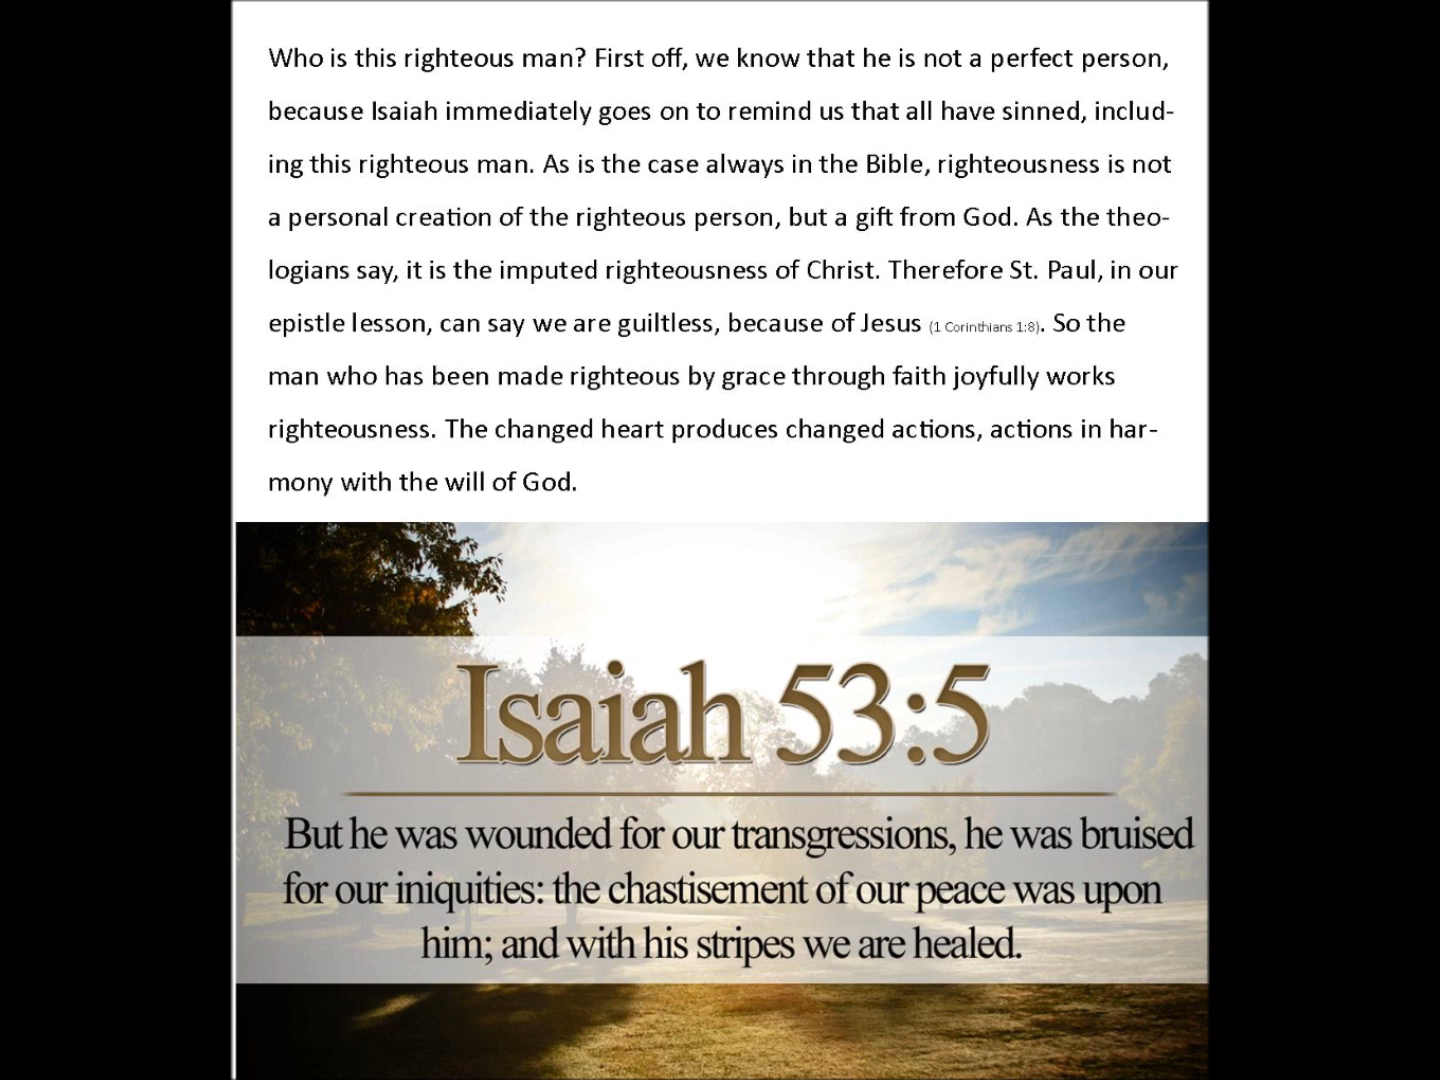 Who is this righteous man? First off, we know that he is not a perfect person,
because Isaiah immediately goes on to remind us that all have sinned, includ-
ing this righteous man. As is the case always in the Bible, righteousness is not
a personal creation of the righteous person, but a gift from God. As the theo-
logians say, it is the imputed righteousness of Christ. Therefore St. Paul, in our
epistle lesson, can say we are guiltless, because of Jesus (1 Corinthians 1:8). So the
man who has been made righteous by grace through faith joyfully works
righteousness. The changed heart produces changed actions, actions in har-
mony with the will of God.
Isaiah 53:5
But he was wounded for our transgressions, he was bruised
for our iniquities: the chastisement of our peace was upon
him; and with his stripes we are healed.